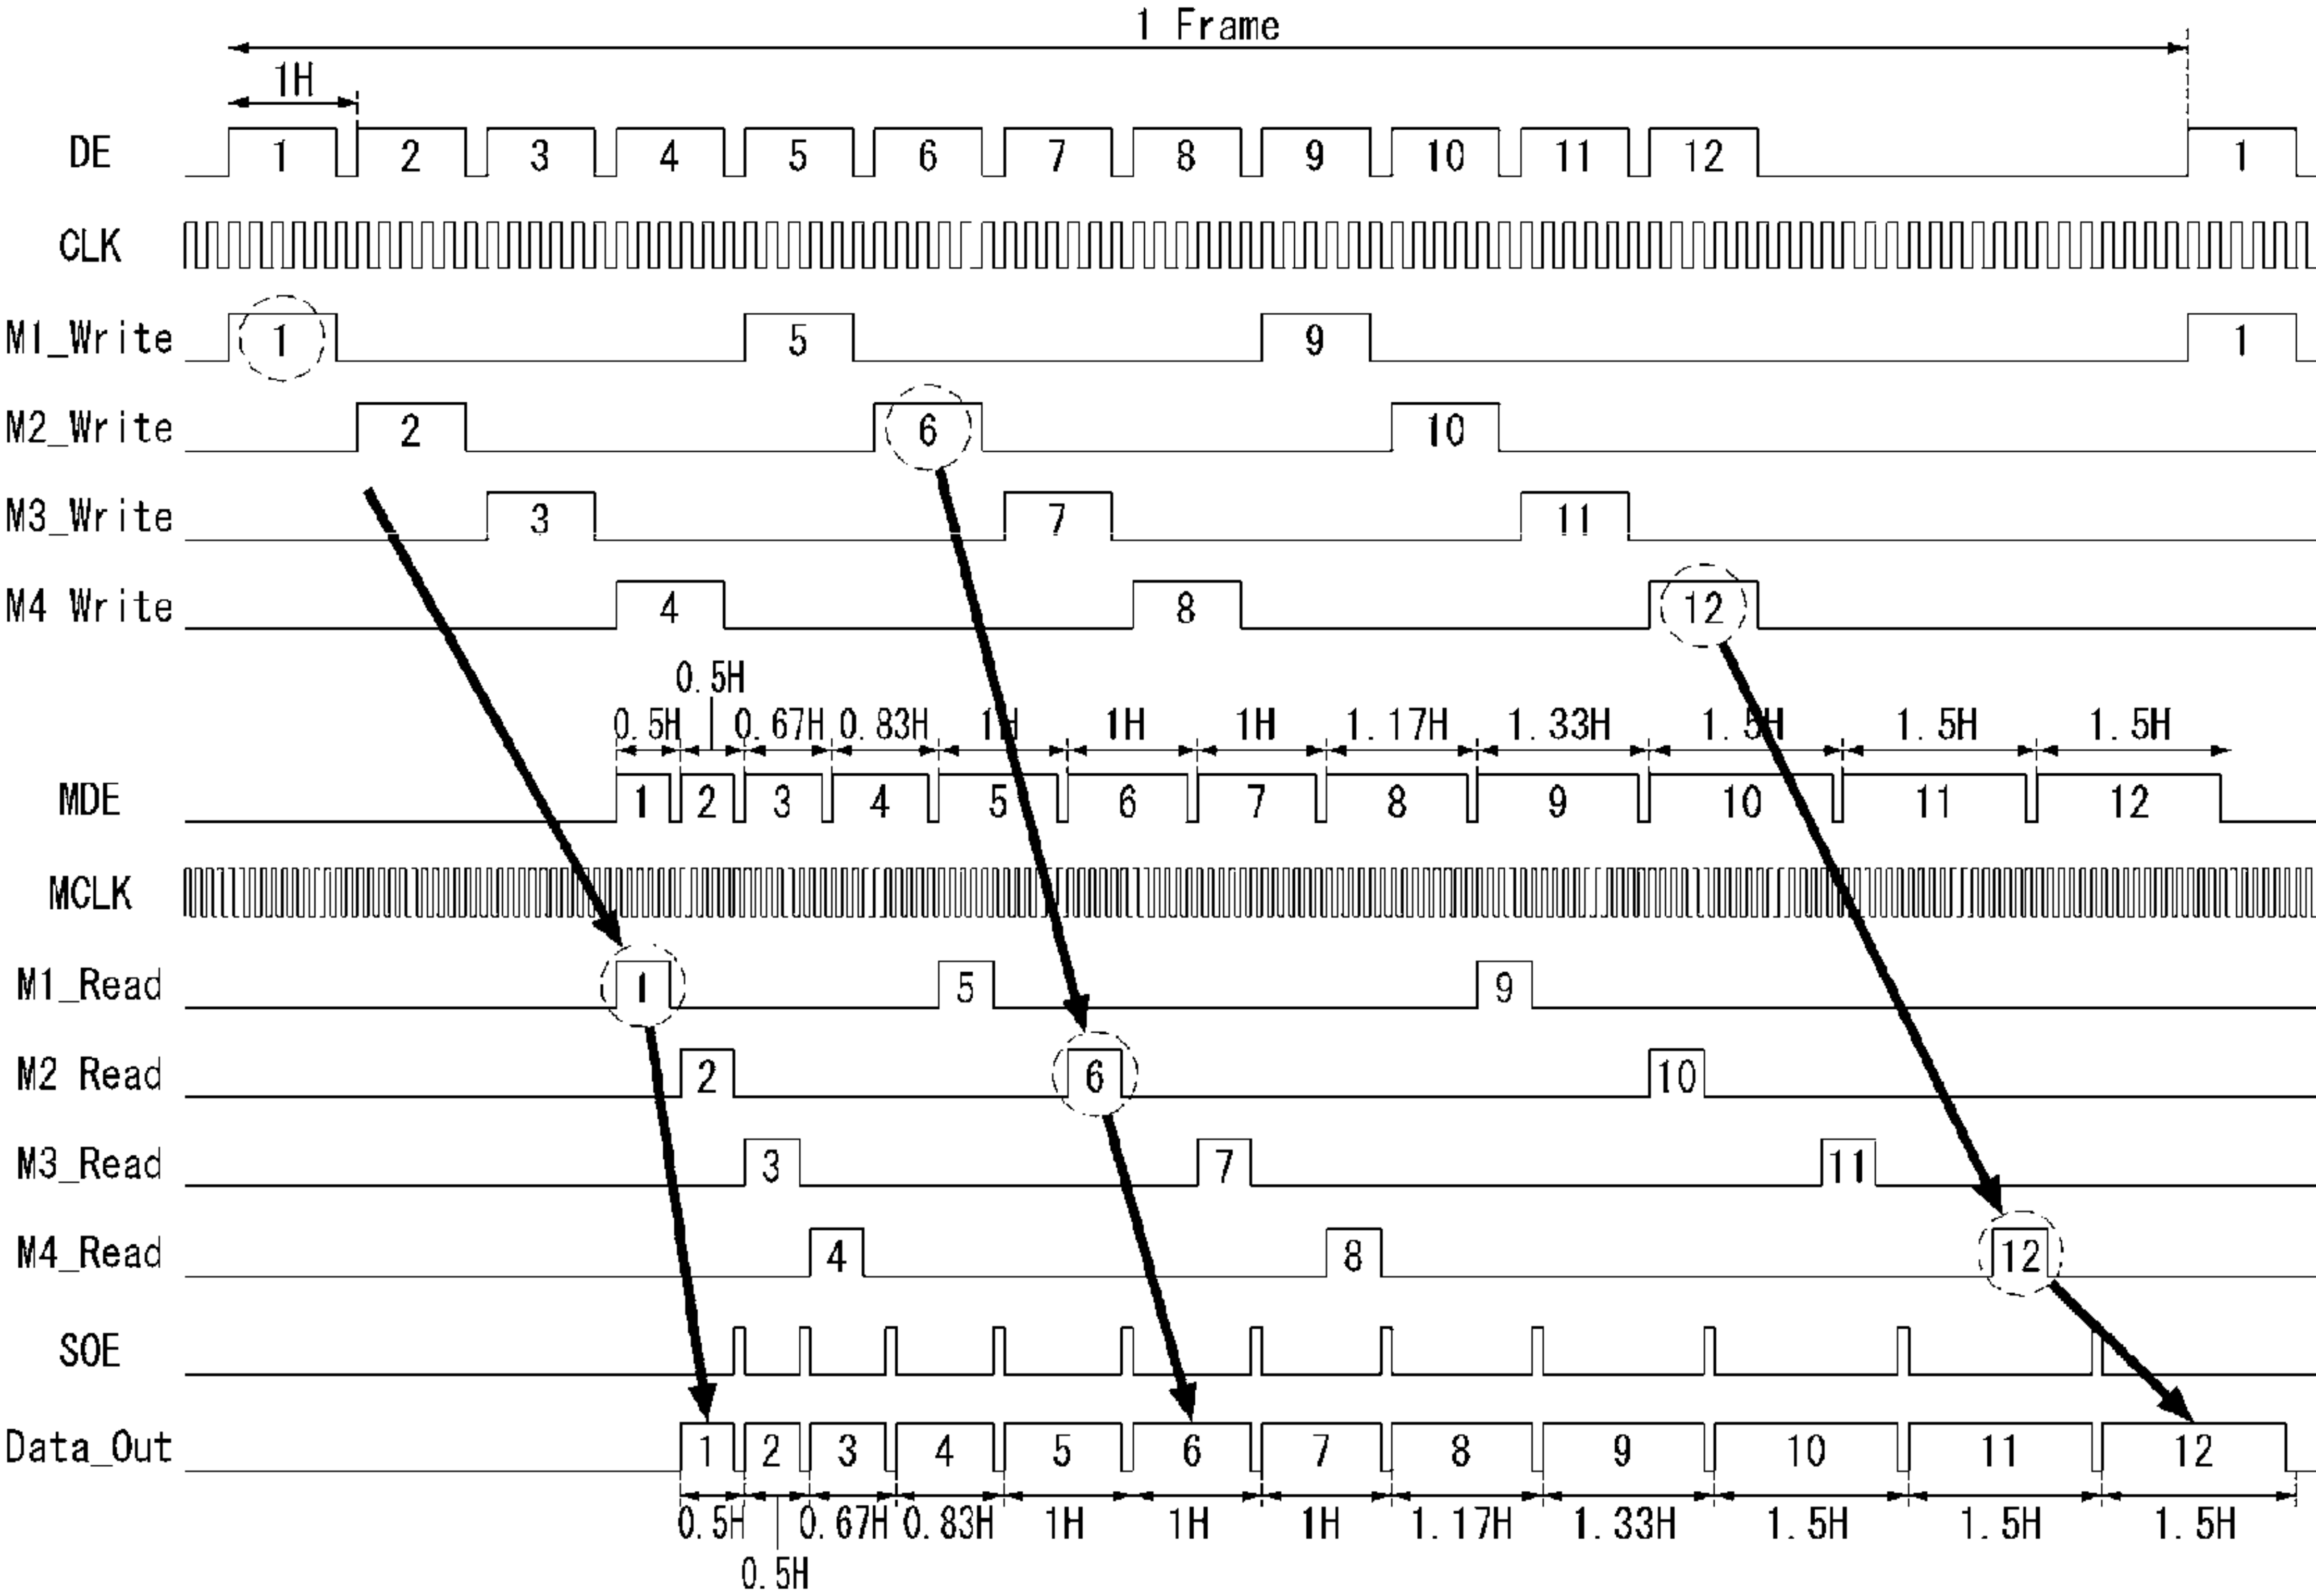 1 Frame
1H
DE 1 2 3 4 5 6 7 8 9 10 11 12 1
CLK
M1_Write 1 5 9 1
M2_Write 2 6 10
M3_Write 3 7 11
M4 Write 4 8 12
0.5H
0.5H 0.67H 0.83H 1H 1H 1H 1.17H 1.33H 1.5H 1.5H 1.5H
MDE 1 2 3 4 5 6 7 8 9 10 11 12
MCLK
M1_Read 1 5 9
M2 Read 2 6 10
M3_Read 3 7 11
M4_Read 4 8 12
SOE
Data_Out 1 2 3 4 5 6 7 8 9 10 11 12
0.5H 0.67H 0.83H 1H 1H 1H 1.17H 1.33H 1.5H 1.5H 1.5H
0.5H